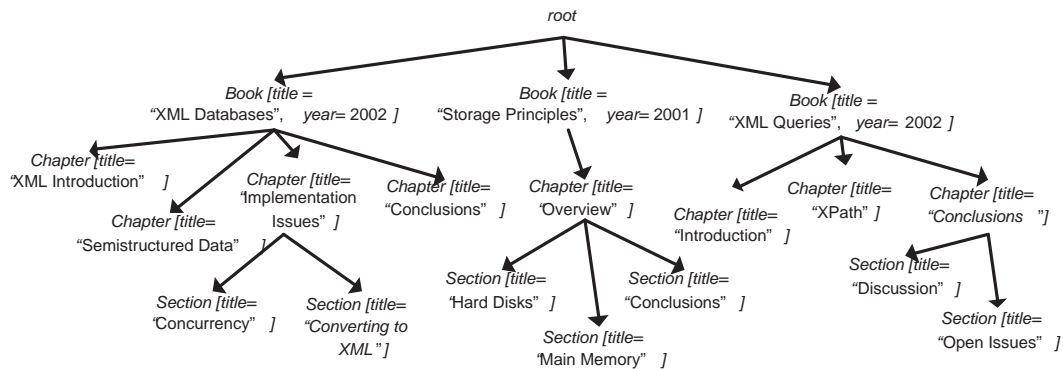 root
Book [title =
“XML Databases”, year= 2002 ]
Book [title =
“Storage Principles”, year= 2001 ]
Book [title =
“XML Queries”, year= 2002 ]
Chapter [title=
“XML Introduction” ]
Chapter [title=
“Semistructured Data” ]
Chapter [title=
“Implementation
Issues” ]
Chapter [title=
“Conclusions” ]
Chapter [title=
“Overview” ]
Chapter [title=
“Introduction” ]
Chapter [title=
“XPath” ]
Chapter [title=
“Conclusions ”]
Section [title=
“Concurrency” ]
Section [title=
“Converting to
XML” ]
Section [title=
“Hard Disks” ]
Section [title=
“Main Memory” ]
Section [title=
“Conclusions” ]
Section [title=
“Discussion” ]
Section [title=
“Open Issues” ]